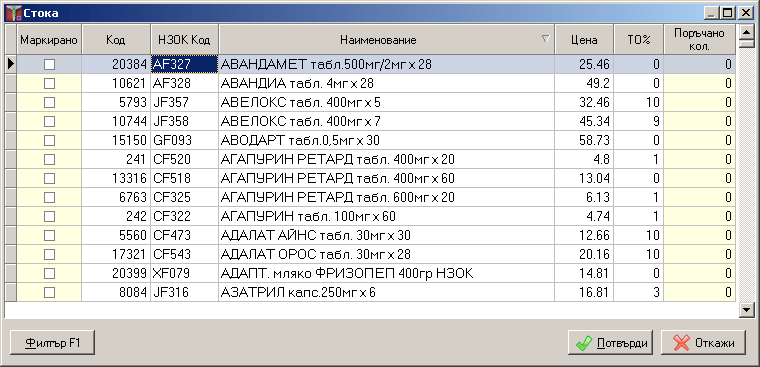 Стока
Маркирано Код НЗОК Код Наименование Цена ТО% Поръчано кол.
20384 AF327 АВАНДАМЕТ табл.500мг/2мг x 28 25.46 0 0
10621 AF328 АВАНДИА табл. 4мг x 28 49.2 0 0
5793 JF357 АВЕЛОКС табл. 400мг x 5 32.46 10 0
10744 JF358 АВЕЛОКС табл. 400мг x 7 45.34 9 0
15150 GF093 АВОДАРТ табл.0,5мг x 30 58.73 0 0
241 CF520 АГАПУРИН РЕТАРД табл. 400мг x 20 4.8 1 0
13316 CF518 АГАПУРИН РЕТАРД табл. 400мг x 60 13.04 0 0
6763 CF325 АГАПУРИН РЕТАРД табл. 600мг x 20 6.13 1 0
242 CF322 АГАПУРИН табл. 100мг x 60 4.74 1 0
5560 CF473 АДАЛАТ АЙНС табл. 30мг x 30 12.66 10 0
17321 CF543 АДАЛАТ ОРОС табл. 30мг x 28 20.16 10 0
20399 XF079 АДАПТ. мляко ФРИЗОПЕП 400гр НЗОК 14.81 0 0
8084 JF316 АЗАТРИЛ капс.250мг x 6 16.81 3 0
Филтър F1 Потвърди Откажи